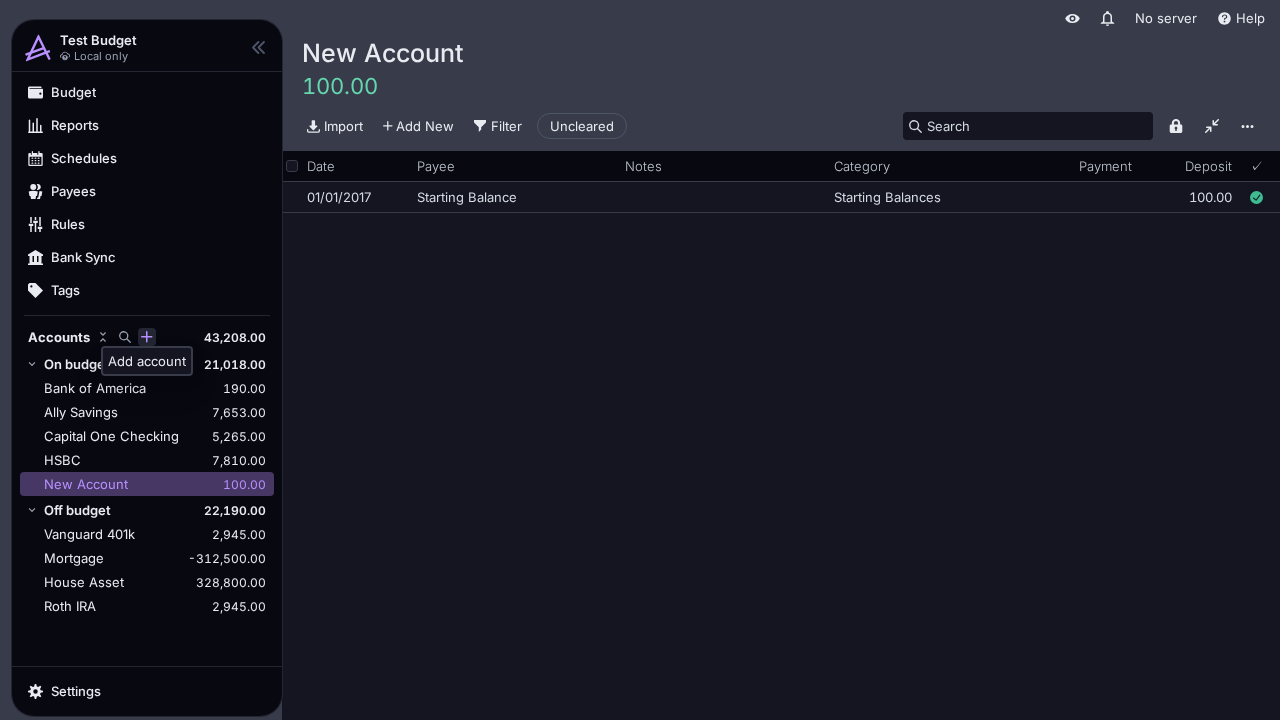 Test Budget
Local only
Budget
Reports
Schedules
Payees
Rules
Bank Sync
Tags
Accounts 43,208.00
Add account
On budge 21,018.00
Bank of America 190.00
Ally Savings 7,653.00
Capital One Checking 5,265.00
HSBC 7,810.00
New Account 100.00
Off budget 22,190.00
Vanguard 401k 2,945.00
Mortgage -312,500.00
House Asset 328,800.00
Roth IRA 2,945.00
Settings
No server Help
New Account
100.00
Import Add New Filter Uncleared Search
Date Payee Notes Category Payment Deposit ✓
01/01/2017 Starting Balance Starting Balances 100.00